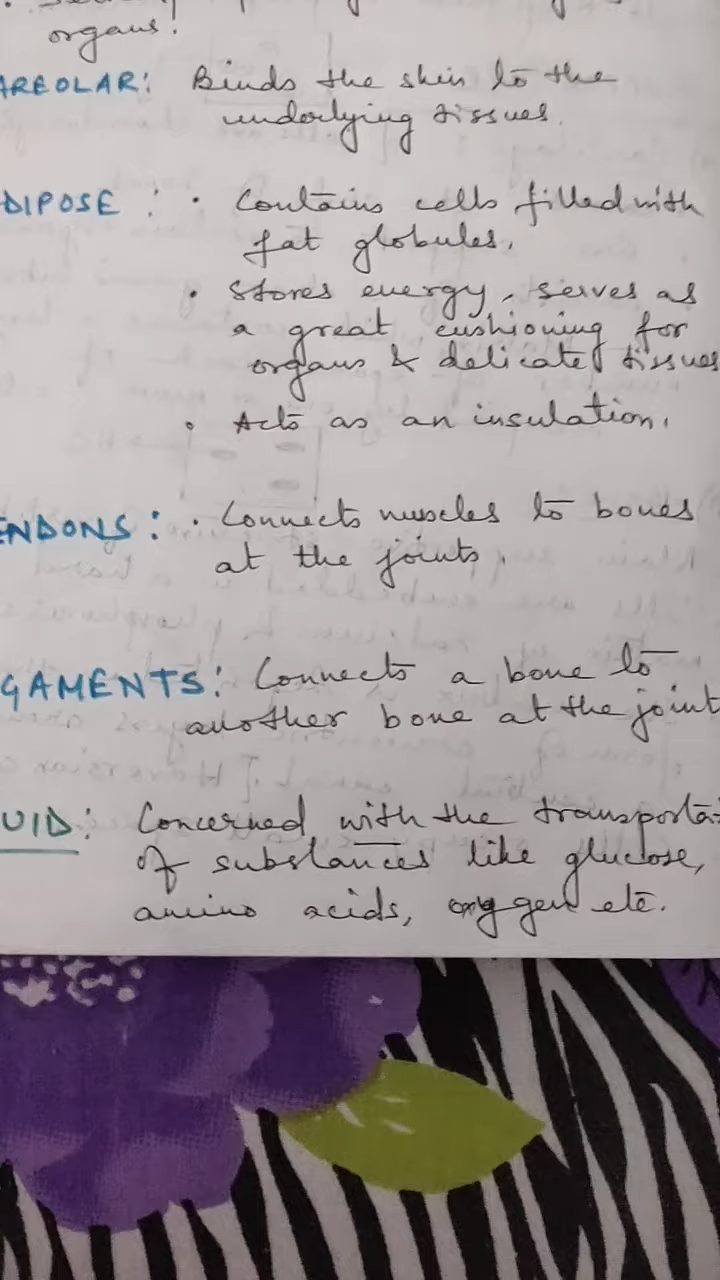 organs!
AREOLAR: Binds the skin to the
underlying tissues.
DIPOSE : • Contains cells filled with
fat globules.
• Stores energy, serves as
a great cushioning for
organs & delicate tissues
• Acts as an insulation.
ENDONS: • Connects muscles to bones
at the joints.
GAMENTS: Connects a bone to
another bone at the joint
UID: Concerned with the transporta
of substances like glucose,
amino acids, oxygen etc.